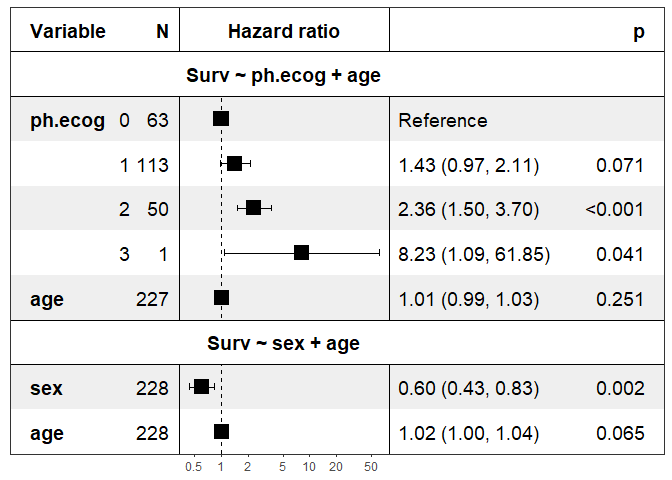 Variable N Hazard ratio p
Surv ~ ph.ecog + age
ph.ecog 0 63 Reference
1 113 1.43 (0.97, 2.11) 0.071
2 50 2.36 (1.50, 3.70) <0.001
3 1 8.23 (1.09, 61.85) 0.041
age 227 1.01 (0.99, 1.03) 0.251
Surv ~ sex + age
sex 228 0.60 (0.43, 0.83) 0.002
age 228 1.02 (1.00, 1.04) 0.065
0.5 1 2 5 10 20 50